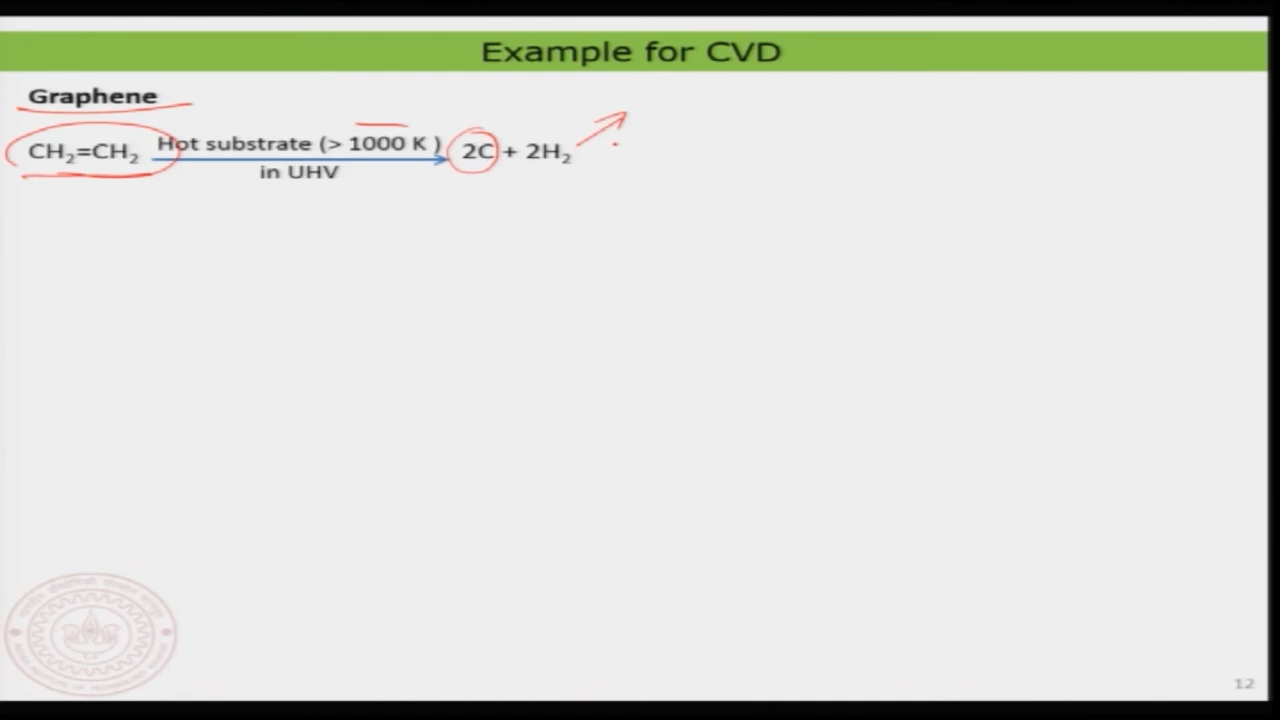 Example for CVD
Graphene
CH₂=CH₂ Hot substrate (> 1000 K ) 2C + 2H₂
in UHV
12